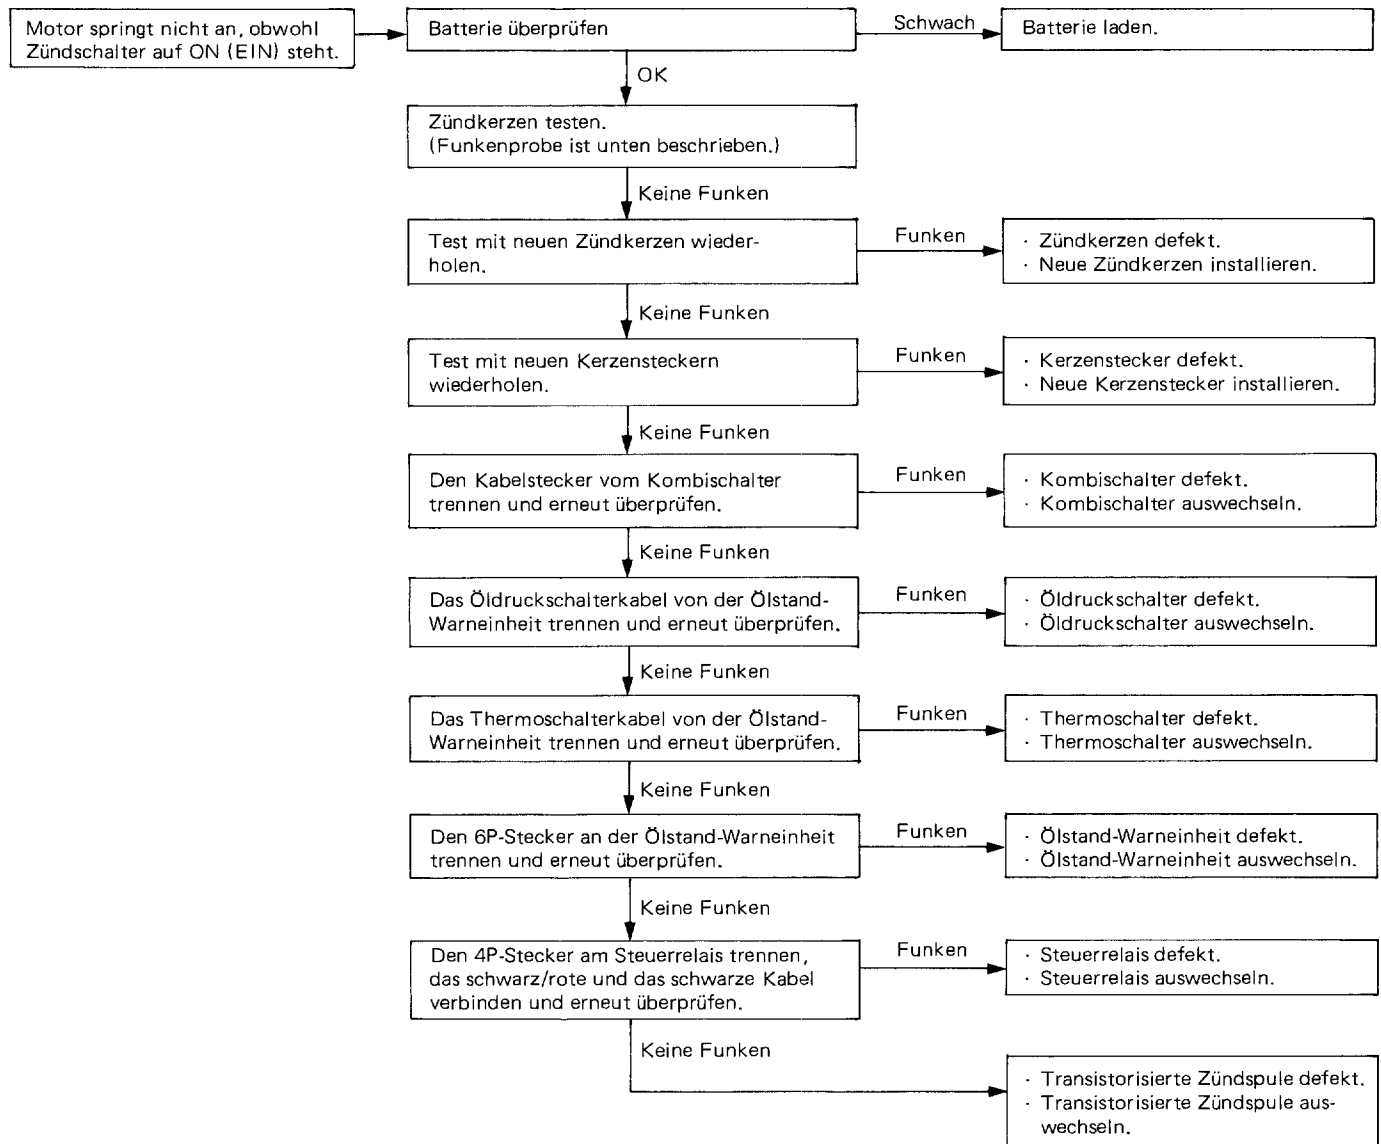 Motor springt nicht an, obwohl
Zündschalter auf ON (EIN) steht.
Batterie überprüfen
Schwach
Batterie laden.
OK
Zündkerzen testen.
(Funkenprobe ist unten beschrieben.)
Keine Funken
Test mit neuen Zündkerzen wieder-
holen.
Funken
· Zündkerzen defekt.
· Neue Zündkerzen installieren.
Keine Funken
Test mit neuen Kerzensteckern
wiederholen.
Funken
· Kerzenstecker defekt.
· Neue Kerzenstecker installieren.
Keine Funken
Den Kabelstecker vom Kombischalter
trennen und erneut überprüfen.
Funken
· Kombischalter defekt.
· Kombischalter auswechseln.
Keine Funken
Das Öldruckschalterkabel von der Ölstand-
Warneinheit trennen und erneut überprüfen.
Funken
· Öldruckschalter defekt.
· Öldruckschalter auswechseln.
Keine Funken
Das Thermoschalterkabel von der Ölstand-
Warneinheit trennen und erneut überprüfen.
Funken
· Thermoschalter defekt.
· Thermoschalter auswechseln.
Keine Funken
Den 6P-Stecker an der Ölstand-Warneinheit
trennen und erneut überprüfen.
Funken
· Ölstand-Warneinheit defekt.
· Ölstand-Warneinheit auswechseln.
Keine Funken
Den 4P-Stecker am Steuerrelais trennen,
das schwarz/rote und das schwarze Kabel
verbinden und erneut überprüfen.
Funken
· Steuerrelais defekt.
· Steuerrelais auswechseln.
Keine Funken
· Transistorisierte Zündspule defekt.
· Transistorisierte Zündspule aus-
wechseln.